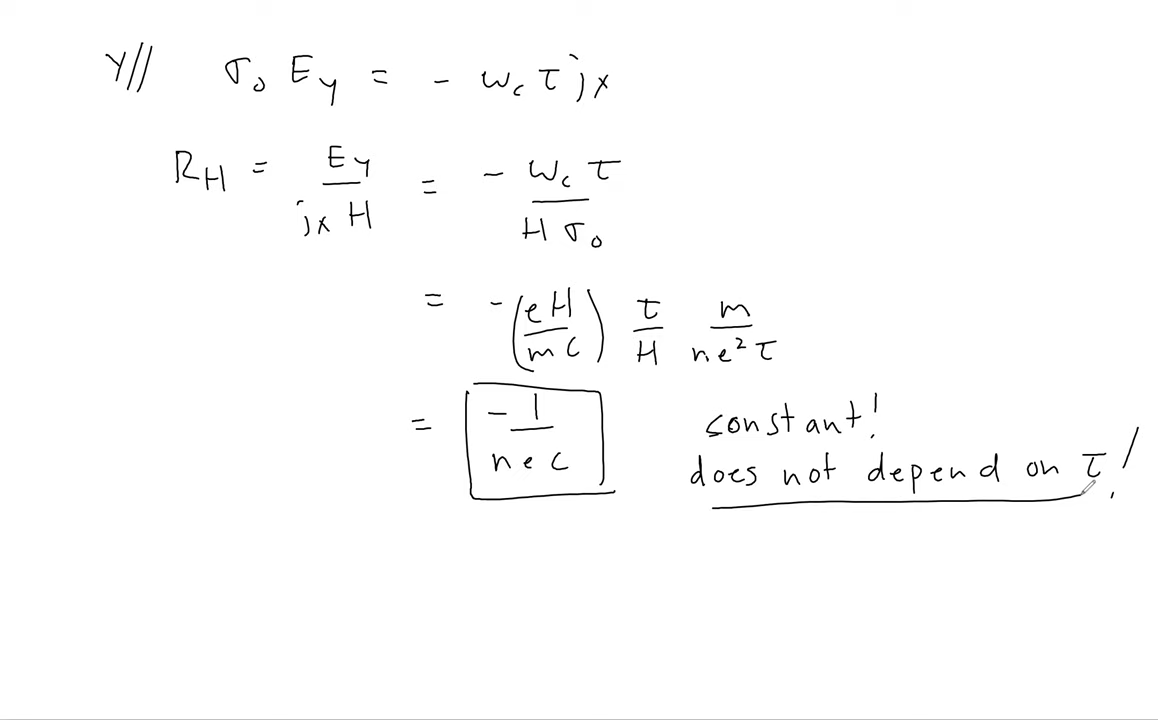 Y// σ₀ E_y = - ω_c τ j_x
R_H = E_y / (j_x H) = - ω_c τ / (H σ₀)
= -(eH / mc) τ/H m/(ne²τ)
= -1/(nec) constant!
does not depend on τ!